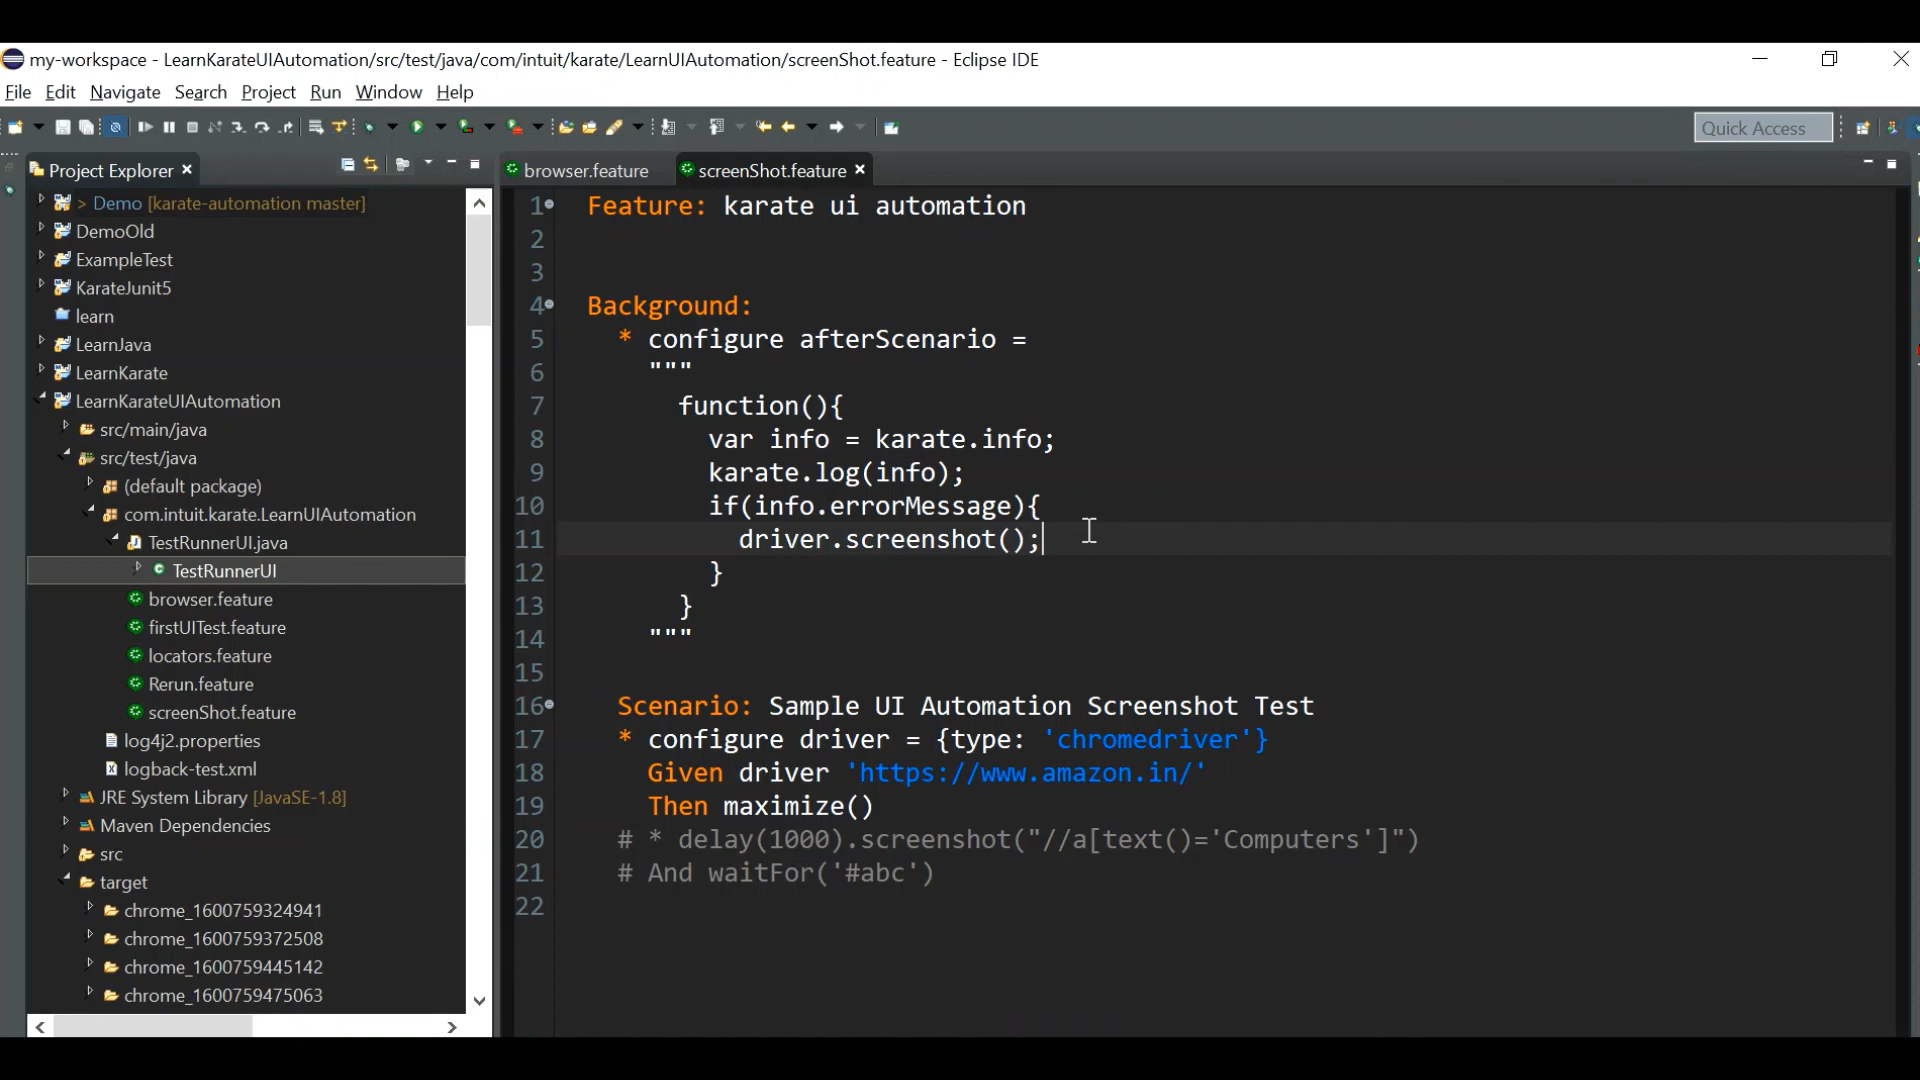 my-workspace - LearnKarateUIAutomation/src/test/java/com/intuit/karate/LearnUIAutomation/screenShot.feature - Eclipse IDE
File Edit Navigate Search Project Run Window Help
Quick Access
Project Explorer
browser.feature screenShot.feature
> Demo [karate-automation master]
DemoOld
ExampleTest
KarateJunit5
learn
LearnJava
LearnKarate
LearnKarateUIAutomation
src/main/java
src/test/java
(default package)
com.intuit.karate.LearnUIAutomation
TestRunnerUI.java
TestRunnerUI
browser.feature
firstUITest.feature
locators.feature
Rerun.feature
screenShot.feature
log4j2.properties
logback-test.xml
JRE System Library [JavaSE-1.8]
Maven Dependencies
src
target
chrome_1600759324941
chrome_1600759372508
chrome_1600759445142
chrome_1600759475063
1 Feature: karate ui automation
2
3
4 Background:
5 * configure afterScenario =
6 """
7 function(){
8 var info = karate.info;
9 karate.log(info);
10 if(info.errorMessage){
11 driver.screenshot();
12 }
13 }
14 """
15
16 Scenario: Sample UI Automation Screenshot Test
17 * configure driver = {type: 'chromedriver'}
18 Given driver 'https://www.amazon.in/'
19 Then maximize()
20 # * delay(1000).screenshot("//a[text()='Computers']")
21 # And waitFor('#abc')
22